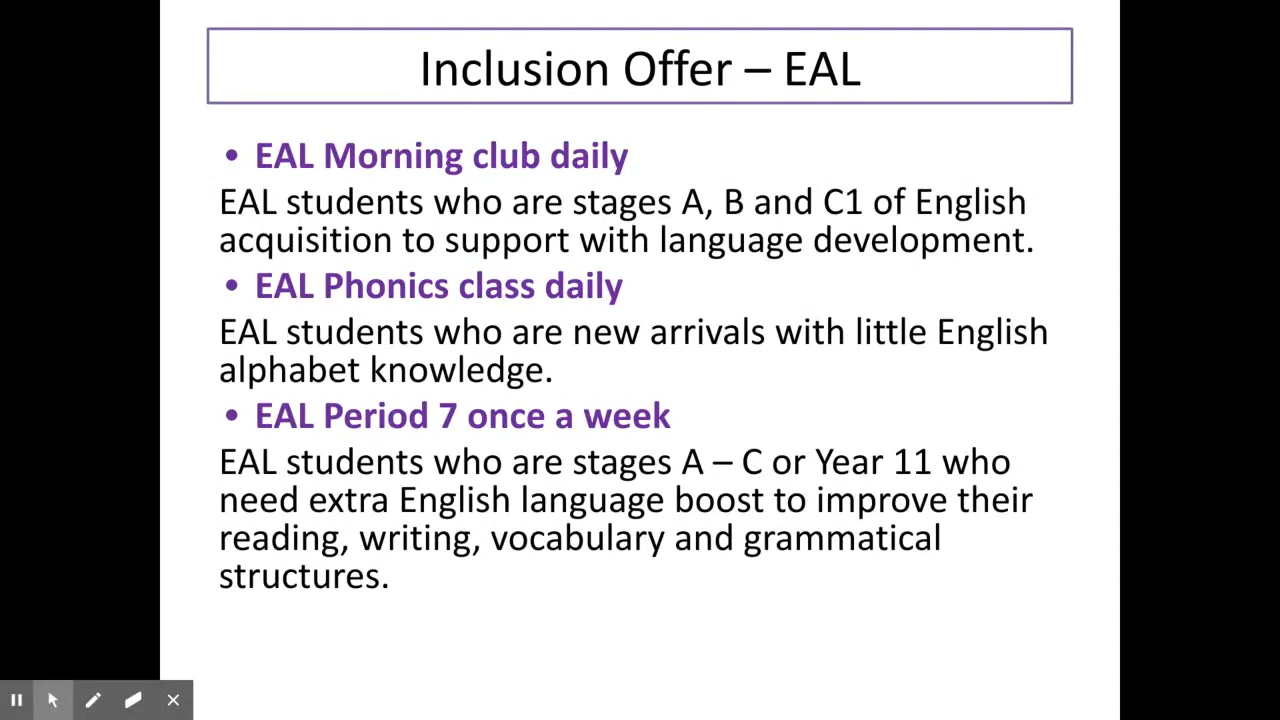 Inclusion Offer – EAL
• EAL Morning club daily
EAL students who are stages A, B and C1 of English
acquisition to support with language development.
• EAL Phonics class daily
EAL students who are new arrivals with little English
alphabet knowledge.
• EAL Period 7 once a week
EAL students who are stages A – C or Year 11 who
need extra English language boost to improve their
reading, writing, vocabulary and grammatical
structures.